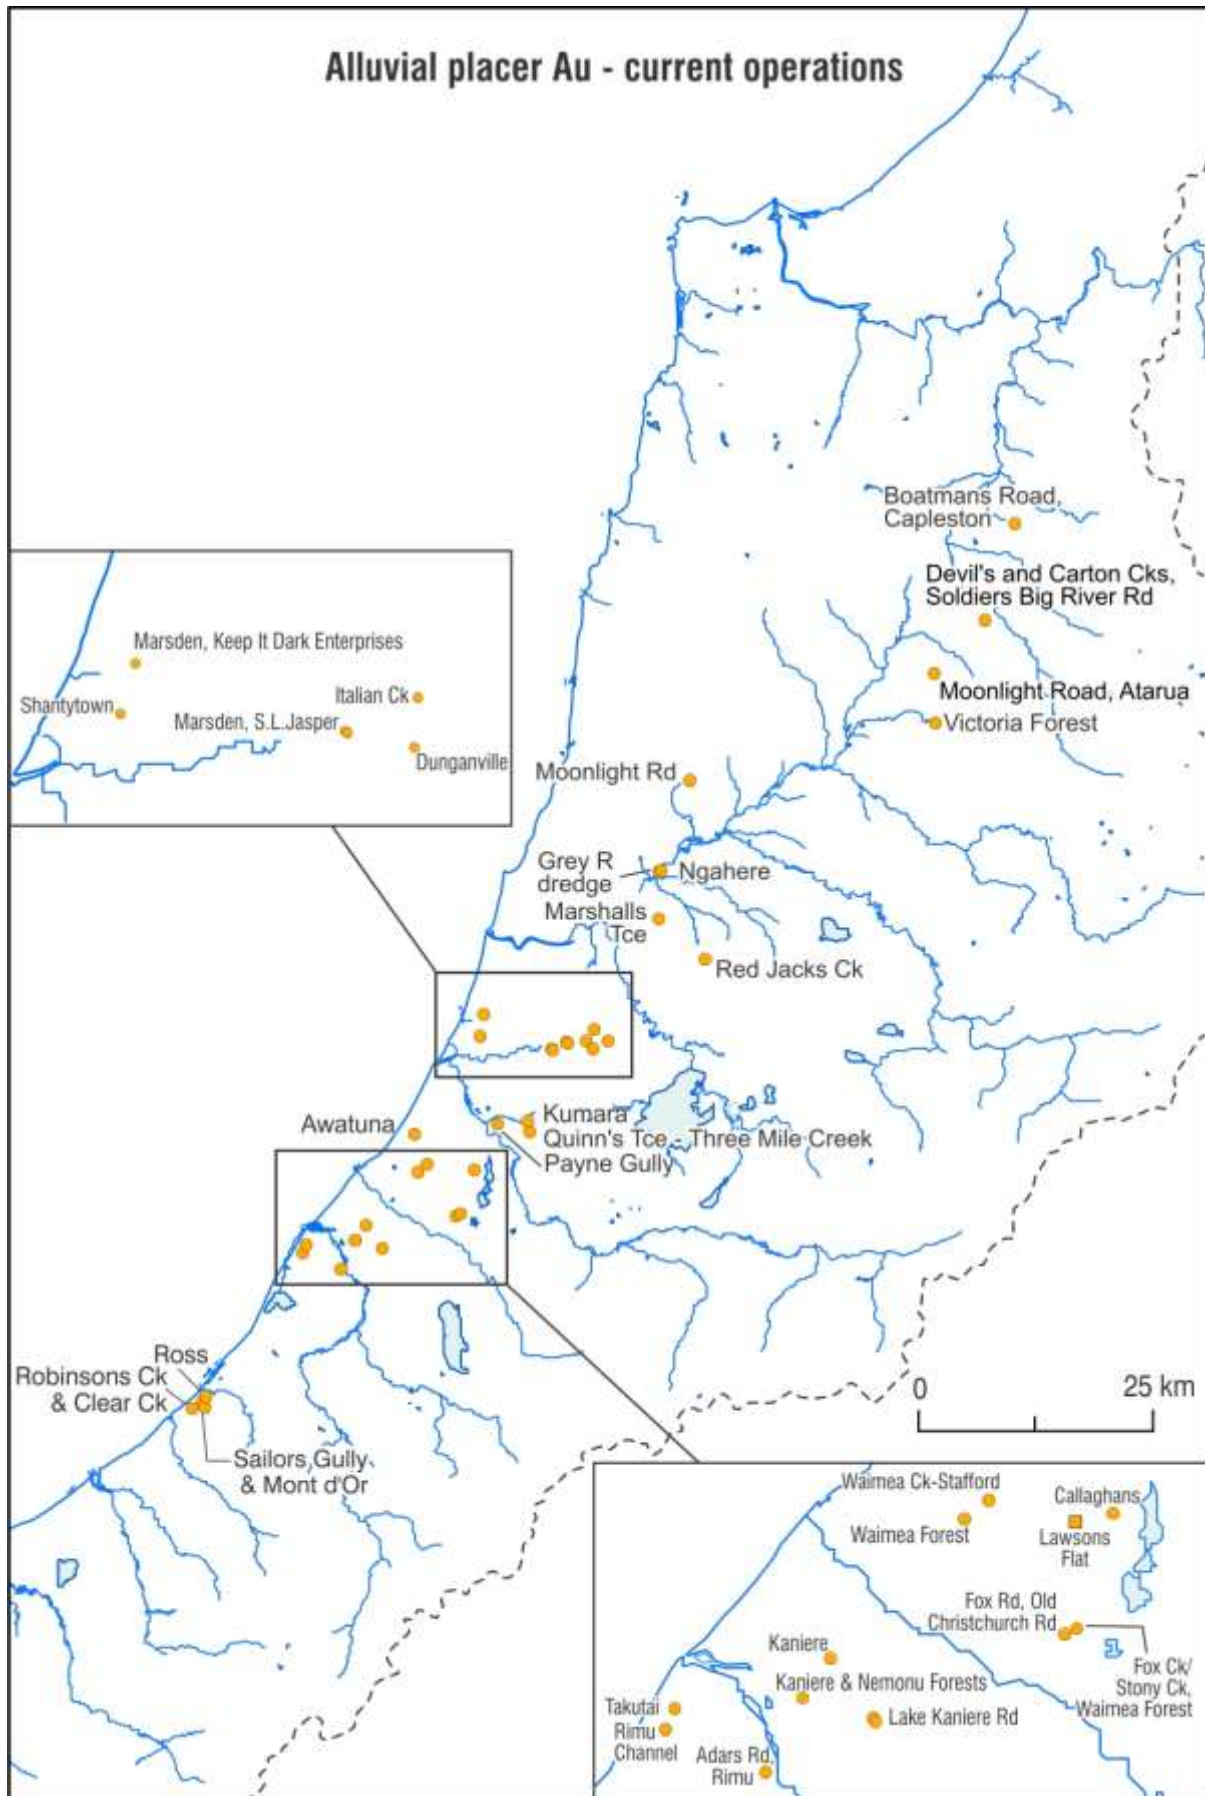 Alluvial placer Au - current operations
Boatmans Road,
Capleston
Devil's and Carton Cks,
Soldiers Big River Rd
Moonlight Road, Atarua
Victoria Forest
Marsden, Keep It Dark Enterprises
Italian Ck
Shantytown
Marsden, S.L.Jasper
Dunganville
Moonlight Rd
Grey R
dredge
Ngahere
Marshalls
Tce
Red Jacks Ck
Awatuna
Kumara
Quinn's Tce - Three Mile Creek
Payne Gully
Ross
Robinsons Ck
& Clear Ck
Sailors Gully
& Mont d'Or
0
25 km
Waimea Ck-Stafford
Callaghans
Waimea Forest
Lawsons
Flat
Fox Rd, Old
Christchurch Rd
Kaniere
Fox Ck/
Stony Ck,
Waimea Forest
Kaniere & Nemonu Forests
Takutai
Lake Kaniere Rd
Rimu
Channel
Adars Rd,
Rimu